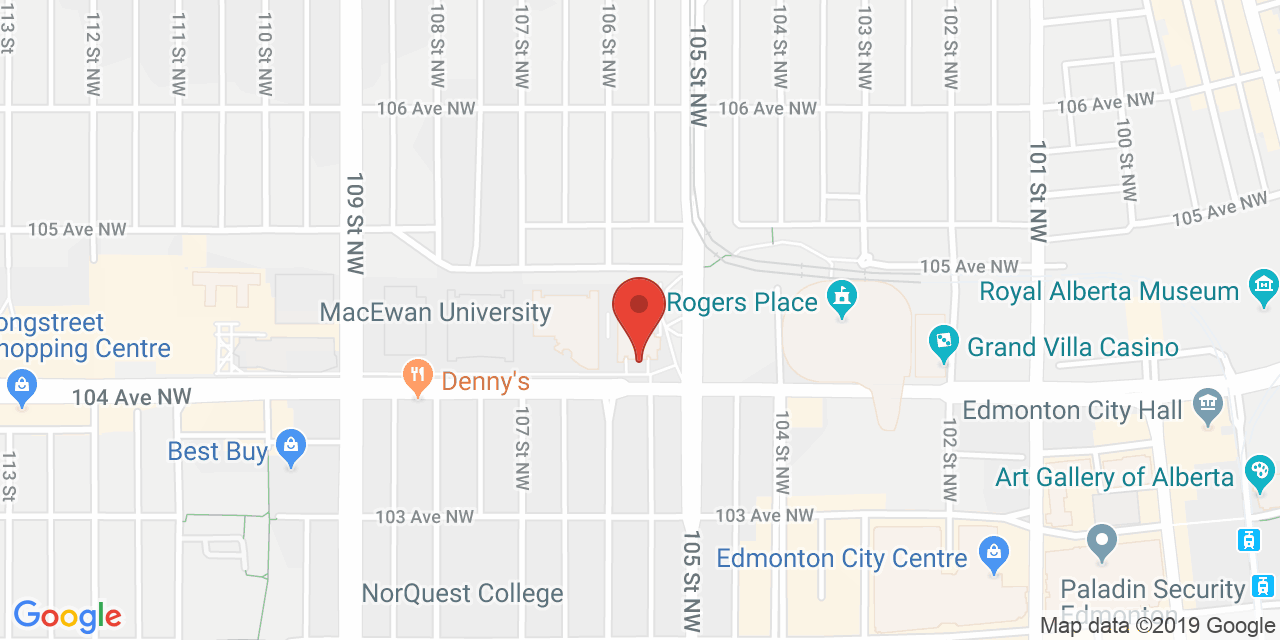 113 St
112 St NW
111 St NW
110 St NW
108 St NW
107 St NW
106 St NW
105 St NW
104 St NW
103 St NW
102 St NW
106 Ave NW
106 Ave NW
106 Ave NW
100 St NW
109 St NW
101 St NW
105 Ave NW
105 Ave NW
105 Ave NW
Royal Alberta Museum
Rogers Place
MacEwan University
ongstreet
hopping Centre
Grand Villa Casino
Denny's
104 Ave NW
Edmonton City Hall
Best Buy
107 St NW
104 St NW
102 St NW
113 St
Art Gallery of Alberta
103 Ave NW
103 Ave NW
105 St NW
Edmonton City Centre
NorQuest College
Paladin Security
Edmonton
Google
Map data ©2019 Google